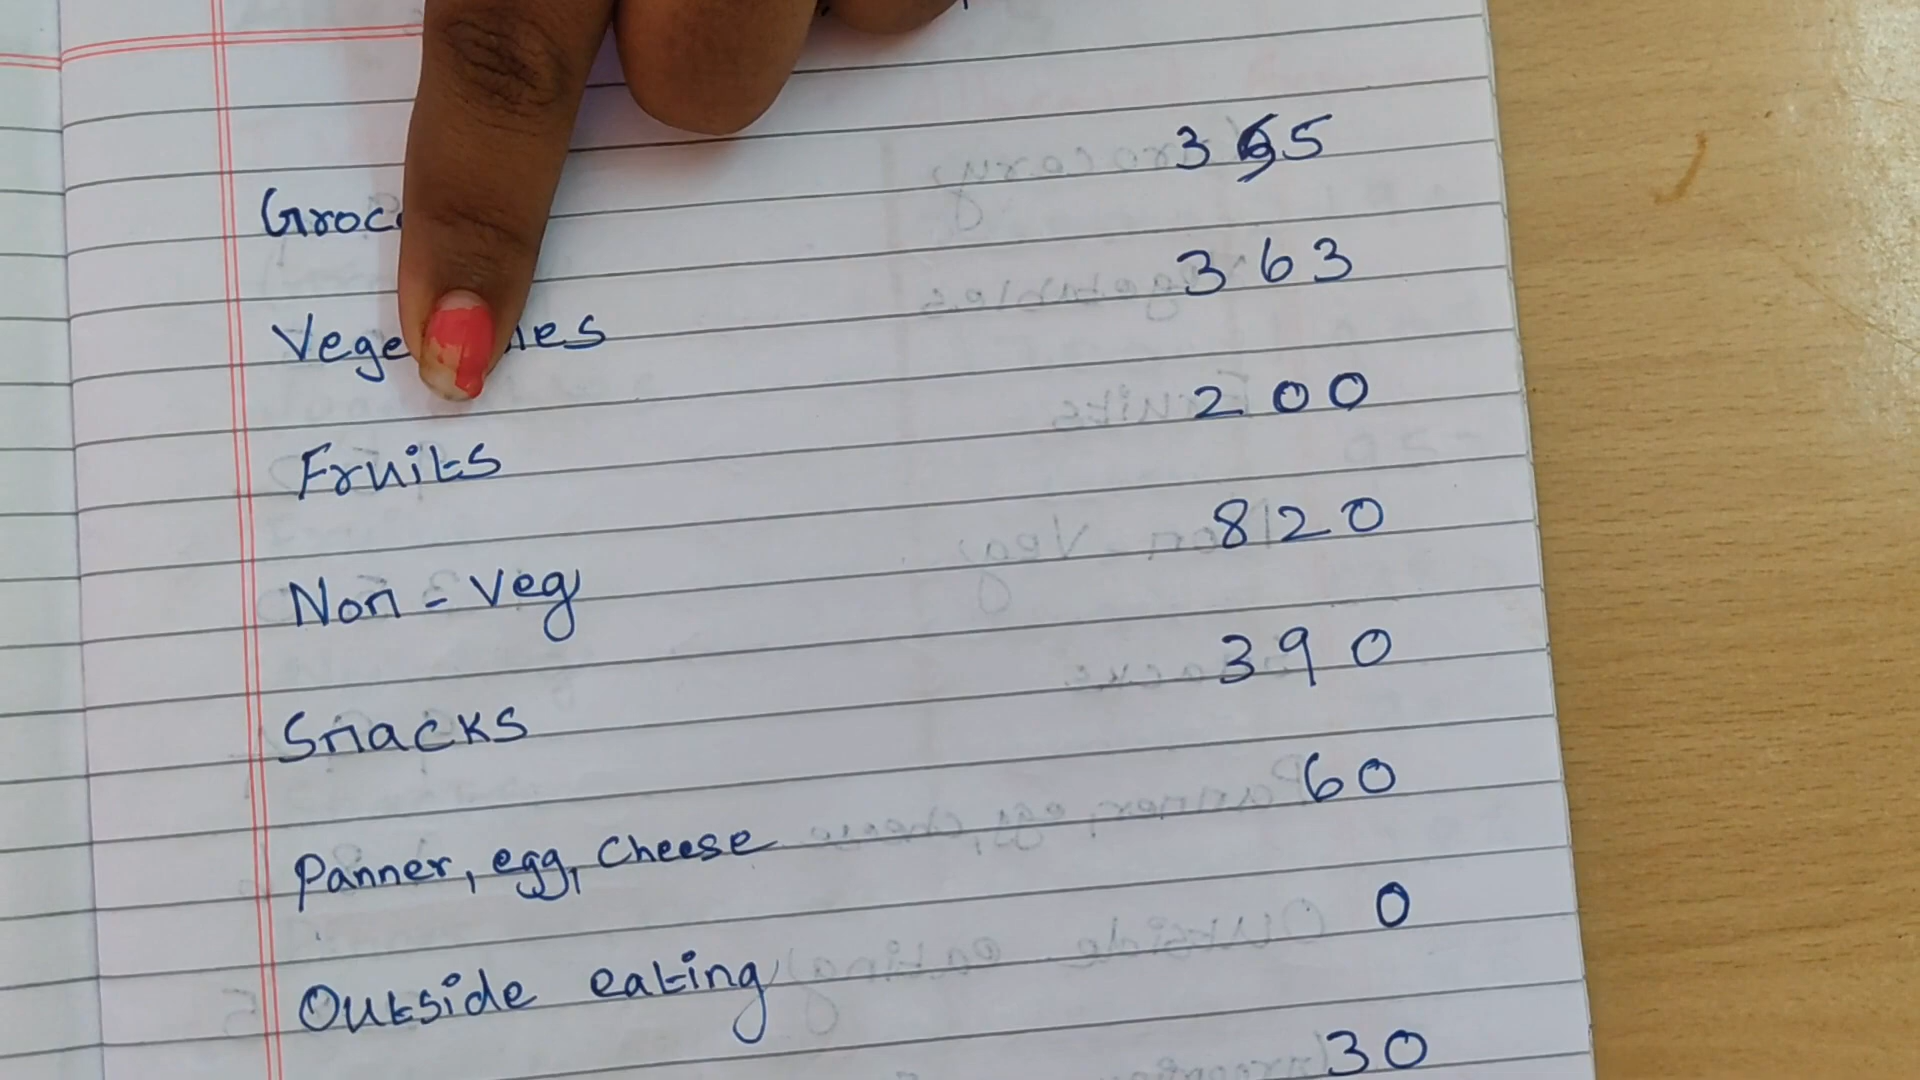 Groc 365
Vege les 363
Fruits 200
Non-veg 820
Snacks 390
Panner, egg, cheese 60
Outside eating 0
30